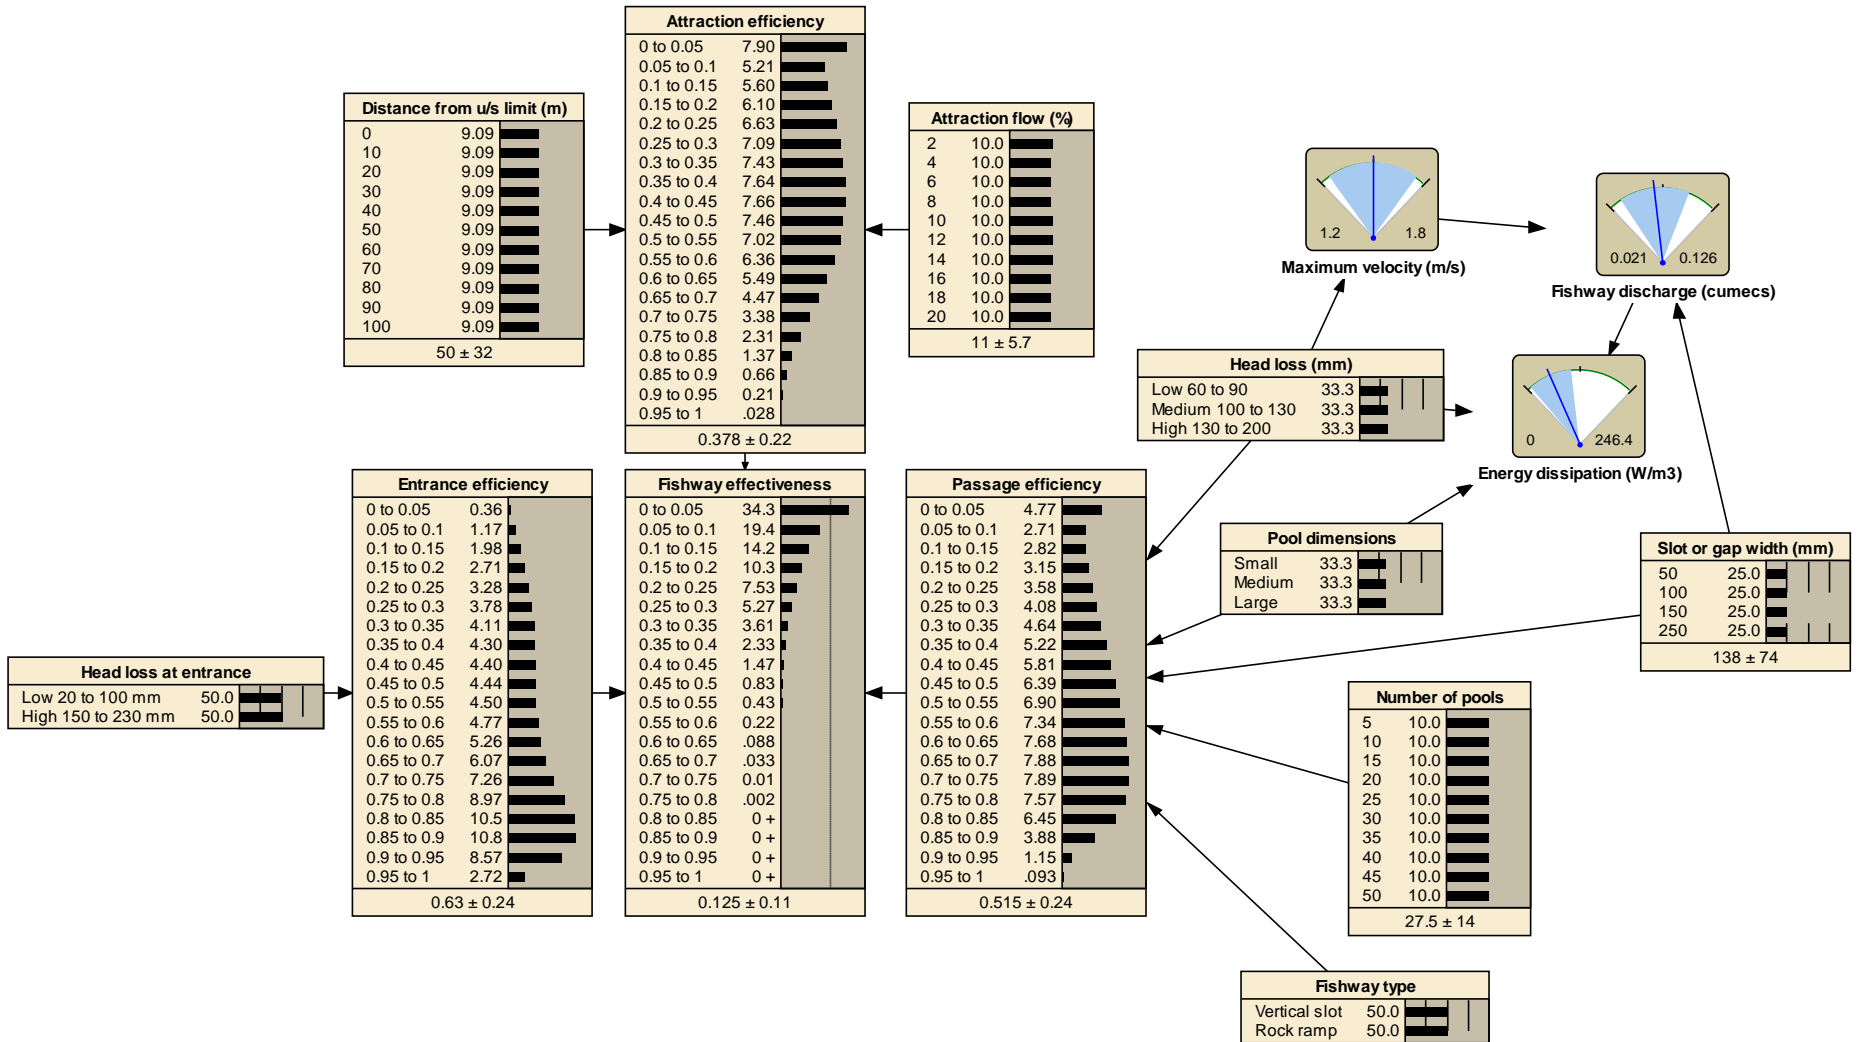 Attraction efficiency
0 to 0.05 7.90
0.05 to 0.1 5.21
0.1 to 0.15 5.60
0.15 to 0.2 6.10
0.2 to 0.25 6.63
0.25 to 0.3 7.09
0.3 to 0.35 7.43
0.35 to 0.4 7.64
0.4 to 0.45 7.66
0.45 to 0.5 7.46
0.5 to 0.55 7.02
0.55 to 0.6 6.36
0.6 to 0.65 5.49
0.65 to 0.7 4.47
0.7 to 0.75 3.38
0.75 to 0.8 2.31
0.8 to 0.85 1.37
0.85 to 0.9 0.66
0.9 to 0.95 0.21
0.95 to 1 .028
0.378 ± 0.22
Distance from u/s limit (m)
0 9.09
10 9.09
20 9.09
30 9.09
40 9.09
50 9.09
60 9.09
70 9.09
80 9.09
90 9.09
100 9.09
50 ± 32
Attraction flow (%)
2 10.0
4 10.0
6 10.0
8 10.0
10 10.0
12 10.0
14 10.0
16 10.0
18 10.0
20 10.0
11 ± 5.7
1.2 1.8
Maximum velocity (m/s)
0.021 0.126
Fishway discharge (cumecs)
Head loss (mm)
Low 60 to 90 33.3
Medium 100 to 130 33.3
High 130 to 200 33.3
0 246.4
Energy dissipation (W/m3)
Head loss at entrance
Low 20 to 100 mm 50.0
High 150 to 230 mm 50.0
Entrance efficiency
0 to 0.05 0.36
0.05 to 0.1 1.17
0.1 to 0.15 1.98
0.15 to 0.2 2.71
0.2 to 0.25 3.28
0.25 to 0.3 3.78
0.3 to 0.35 4.11
0.35 to 0.4 4.30
0.4 to 0.45 4.40
0.45 to 0.5 4.44
0.5 to 0.55 4.50
0.55 to 0.6 4.77
0.6 to 0.65 5.26
0.65 to 0.7 6.07
0.7 to 0.75 7.26
0.75 to 0.8 8.97
0.8 to 0.85 10.5
0.85 to 0.9 10.8
0.9 to 0.95 8.57
0.95 to 1 2.72
0.63 ± 0.24
Fishway effectiveness
0 to 0.05 34.3
0.05 to 0.1 19.4
0.1 to 0.15 14.2
0.15 to 0.2 10.3
0.2 to 0.25 7.53
0.25 to 0.3 5.27
0.3 to 0.35 3.61
0.35 to 0.4 2.33
0.4 to 0.45 1.47
0.45 to 0.5 0.83
0.5 to 0.55 0.43
0.55 to 0.6 0.22
0.6 to 0.65 .088
0.65 to 0.7 .033
0.7 to 0.75 0.01
0.75 to 0.8 .002
0.8 to 0.85 0 +
0.85 to 0.9 0 +
0.9 to 0.95 0 +
0.95 to 1 0 +
0.125 ± 0.11
Passage efficiency
0 to 0.05 4.77
0.05 to 0.1 2.71
0.1 to 0.15 2.82
0.15 to 0.2 3.15
0.2 to 0.25 3.58
0.25 to 0.3 4.08
0.3 to 0.35 4.64
0.35 to 0.4 5.22
0.4 to 0.45 5.81
0.45 to 0.5 6.39
0.5 to 0.55 6.90
0.55 to 0.6 7.34
0.6 to 0.65 7.68
0.65 to 0.7 7.88
0.7 to 0.75 7.89
0.75 to 0.8 7.57
0.8 to 0.85 6.45
0.85 to 0.9 3.88
0.9 to 0.95 1.15
0.95 to 1 .093
0.515 ± 0.24
Pool dimensions
Small 33.3
Medium 33.3
Large 33.3
Slot or gap width (mm)
50 25.0
100 25.0
150 25.0
250 25.0
138 ± 74
Number of pools
5 10.0
10 10.0
15 10.0
20 10.0
25 10.0
30 10.0
35 10.0
40 10.0
45 10.0
50 10.0
27.5 ± 14
Fishway type
Vertical slot 50.0
Rock ramp 50.0